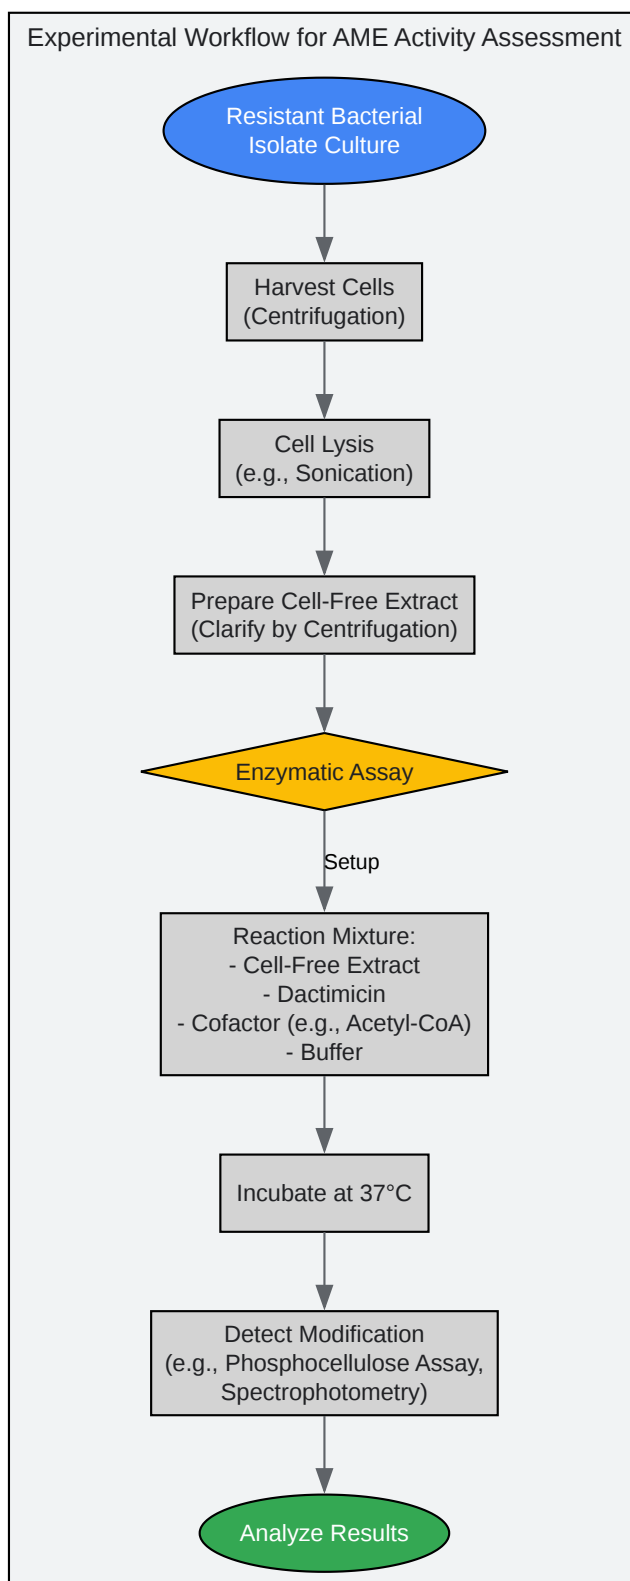 Experimental Workflow for AME Activity Assessment
Resistant Bacterial
Isolate Culture
Harvest Cells
(Centrifugation)
Cell Lysis
(e.g., Sonication)
Prepare Cell-Free Extract
(Clarify by Centrifugation)
Enzymatic Assay
Setup
Reaction Mixture:
- Cell-Free Extract
- Dactimicin
- Cofactor (e.g., Acetyl-CoA)
- Buffer
Incubate at 37°C
Detect Modification
(e.g., Phosphocellulose Assay,
Spectrophotometry)
Analyze Results